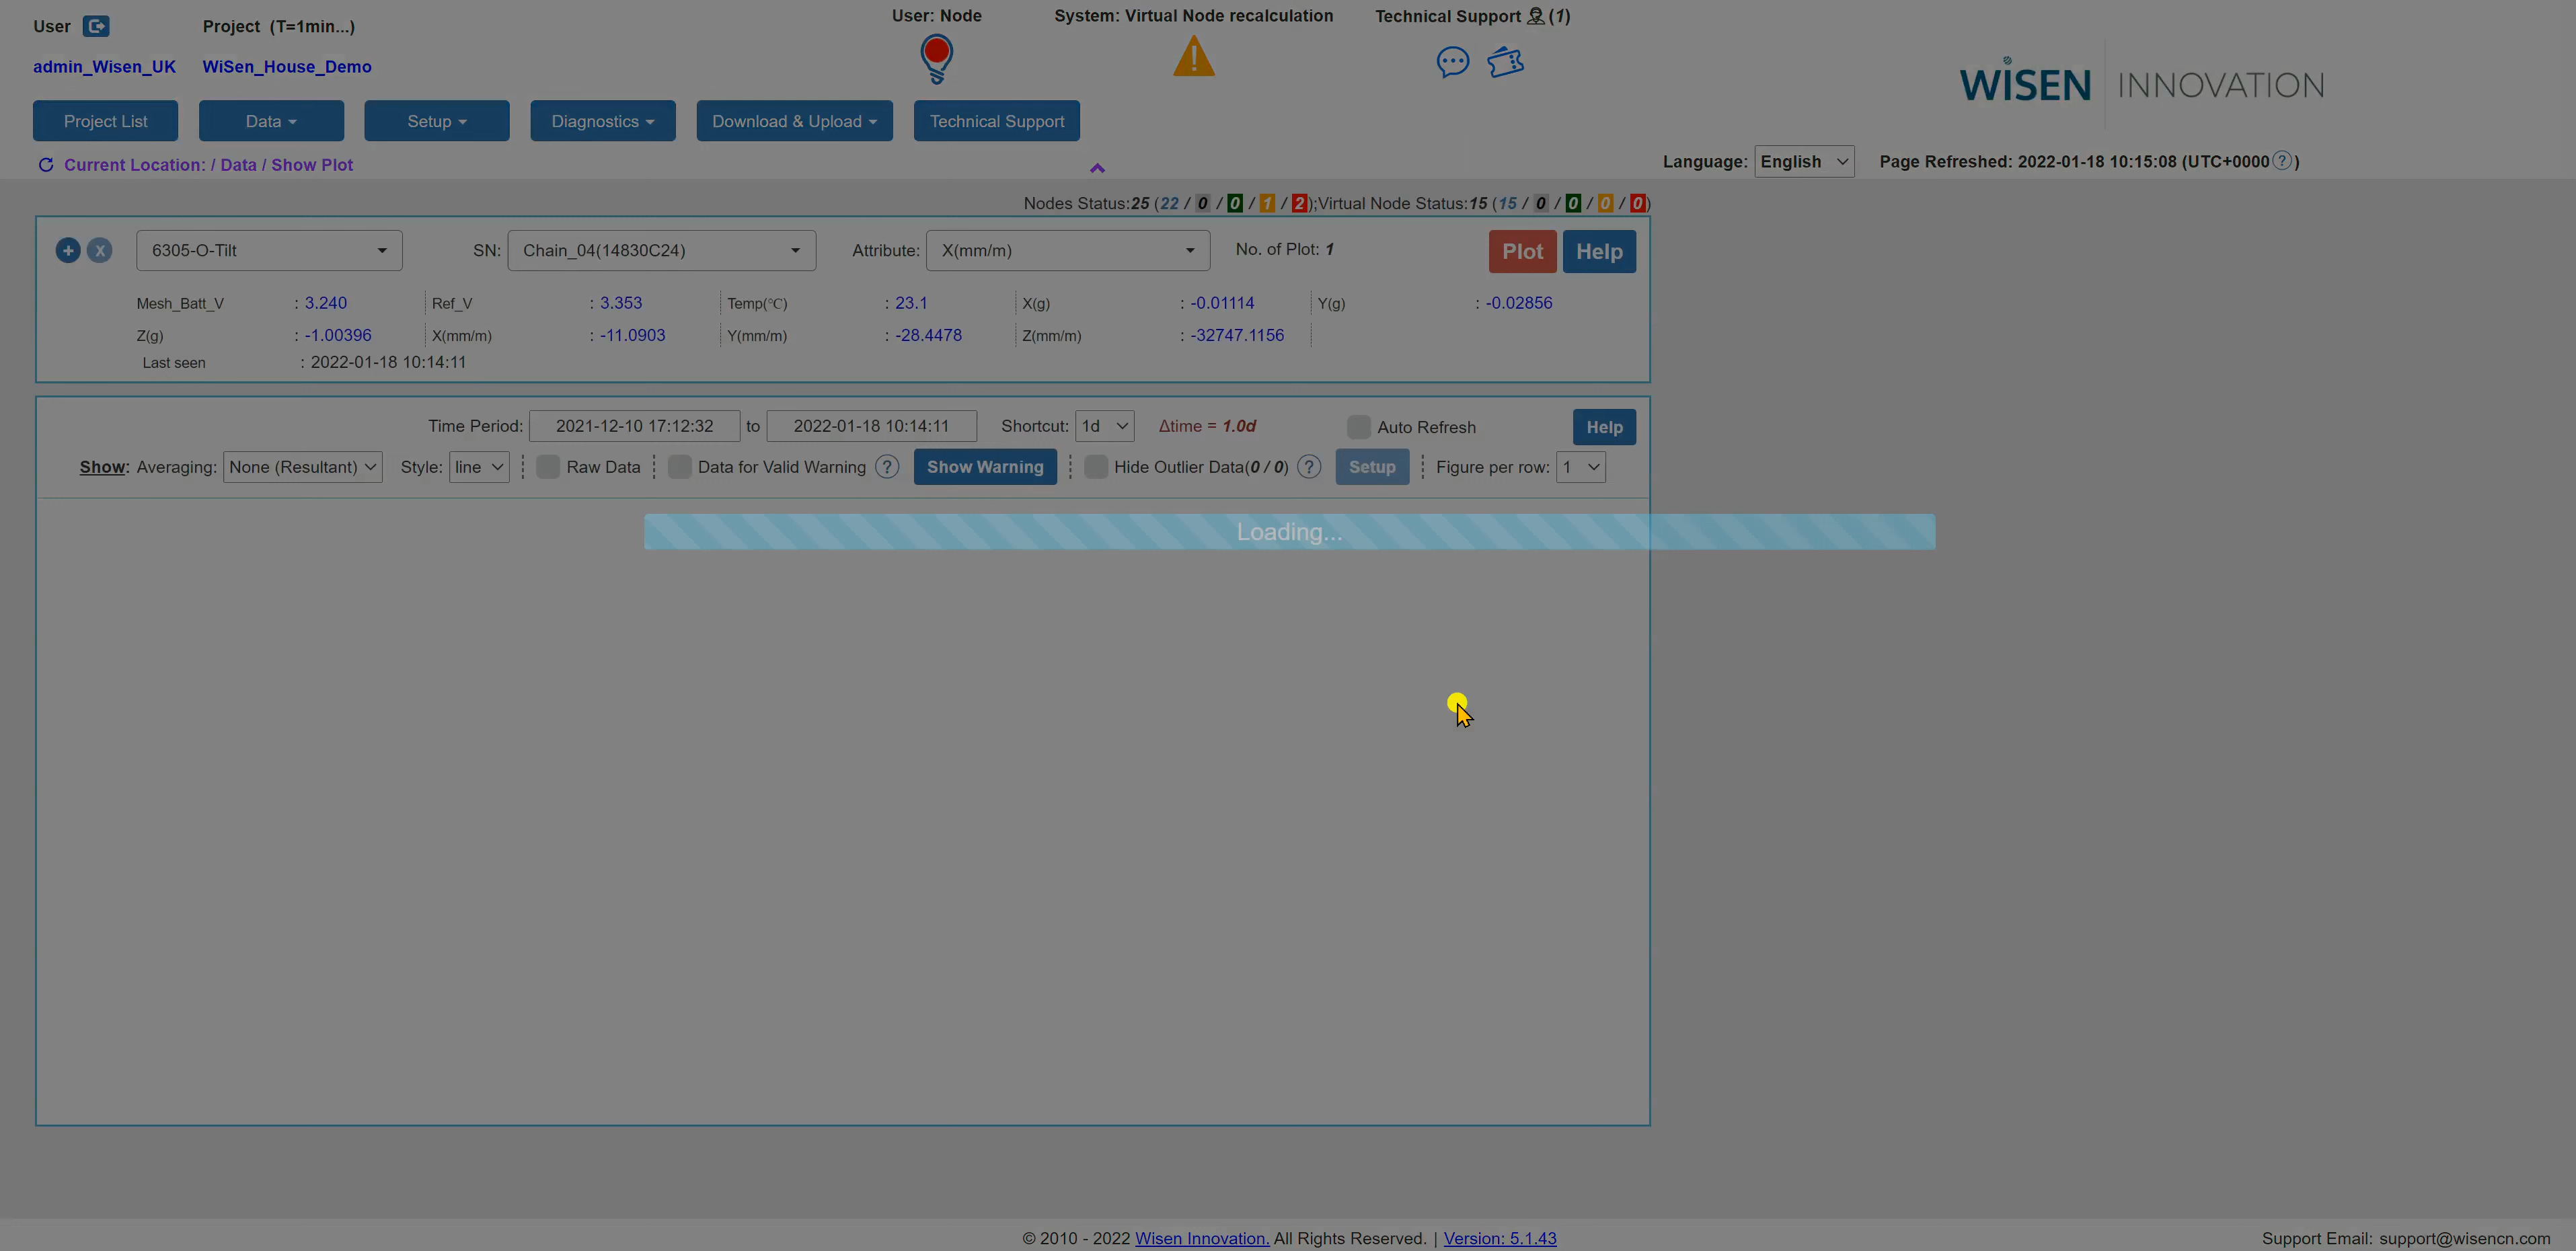 User Project (T=1min...) User: Node System: Virtual Node recalculation Technical Support (1)
admin_Wisen_UK WiSen_House_Demo
WiSEN INNOVATION
Project List Data Setup Diagnostics Download & Upload Technical Support
Current Location: / Data / Show Plot Language: English Page Refreshed: 2022-01-18 10:15:08 (UTC+0000 ? )
Nodes Status:25 (22 / 0 / 0 / 1 / 2);Virtual Node Status:15 (15 / 0 / 0 / 0 / 0)
+ x 6305-O-Tilt SN: Chain_04(14830C24) Attribute: X(mm/m) No. of Plot: 1 Plot Help
Mesh_Batt_V : 3.240 Ref_V : 3.353 Temp(°C) : 23.1 X(g) : -0.01114 Y(g) : -0.02856
Z(g) : -1.00396 X(mm/m) : -11.0903 Y(mm/m) : -28.4478 Z(mm/m) : -32747.1156
Last seen : 2022-01-18 10:14:11
Time Period: 2021-12-10 17:12:32 to 2022-01-18 10:14:11 Shortcut: 1d Δtime = 1.0d Auto Refresh Help
Show: Averaging: None (Resultant) Style: line Raw Data Data for Valid Warning ? Show Warning Hide Outlier Data(0 / 0) ? Setup Figure per row: 1
Loading...
© 2010 - 2022 Wisen Innovation. All Rights Reserved. | Version: 5.1.43 Support Email: support@wisencn.com